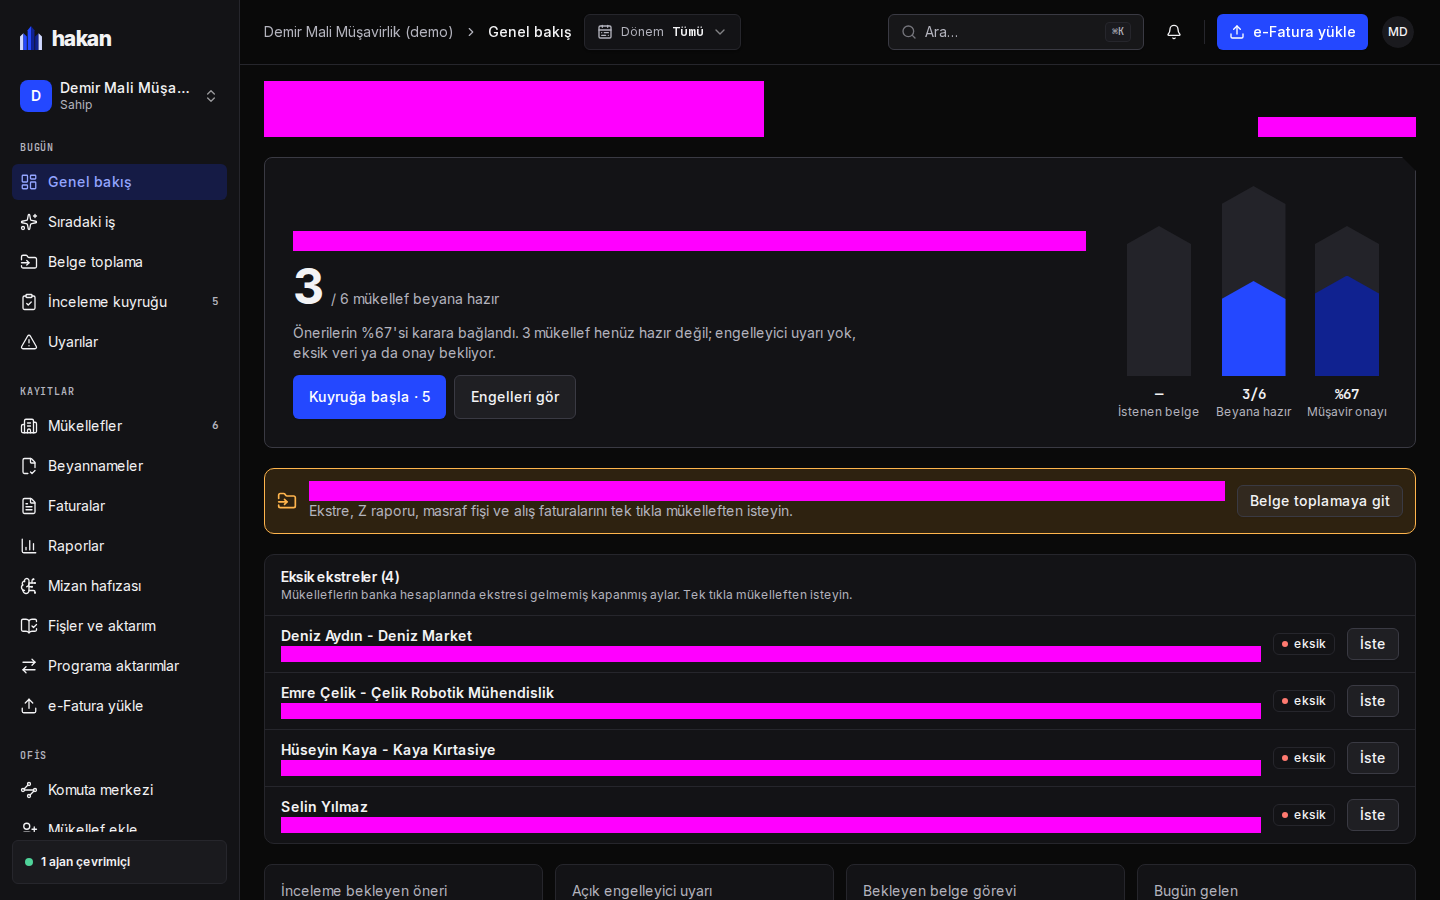 hakan
Demir Mali Müşavirlik (demo)
Genel bakış
Dönem Tümü
Ara...
⌘K
e-Fatura yükle
MD
D
Demir Mali Müşa...
Sahip
BUGÜN
Genel bakış
Sıradaki iş
Belge toplama
İnceleme kuyruğu 5
Uyarılar
KAYITLAR
Mükellefler 6
Beyannameler
Faturalar
Raporlar
Mizan hafızası
Fişler ve aktarım
Programa aktarımlar
e-Fatura yükle
OFİS
Komuta merkezi
Mükellef ekle
1 ajan çevrimiçi
3 / 6 mükellef beyana hazır
Önerilerin %67'si karara bağlandı. 3 mükellef henüz hazır değil; engelleyici uyarı yok,
eksik veri ya da onay bekliyor.
Kuyruğa başla · 5
Engelleri gör
–
İstenen belge
3/6
Beyana hazır
%67
Müşavir onayı
Ekstre, Z raporu, masraf fişi ve alış faturalarını tek tıkla mükelleften isteyin.
Belge toplamaya git
Eksik ekstreler (4)
Mükelleflerin banka hesaplarında ekstresi gelmemiş kapanmış aylar. Tek tıkla mükelleften isteyin.
Deniz Aydın - Deniz Market
eksik
İste
Emre Çelik - Çelik Robotik Mühendislik
eksik
İste
Hüseyin Kaya - Kaya Kırtasiye
eksik
İste
Selin Yılmaz
eksik
İste
İnceleme bekleyen öneri
Açık engelleyici uyarı
Bekleyen belge görevi
Bugün gelen